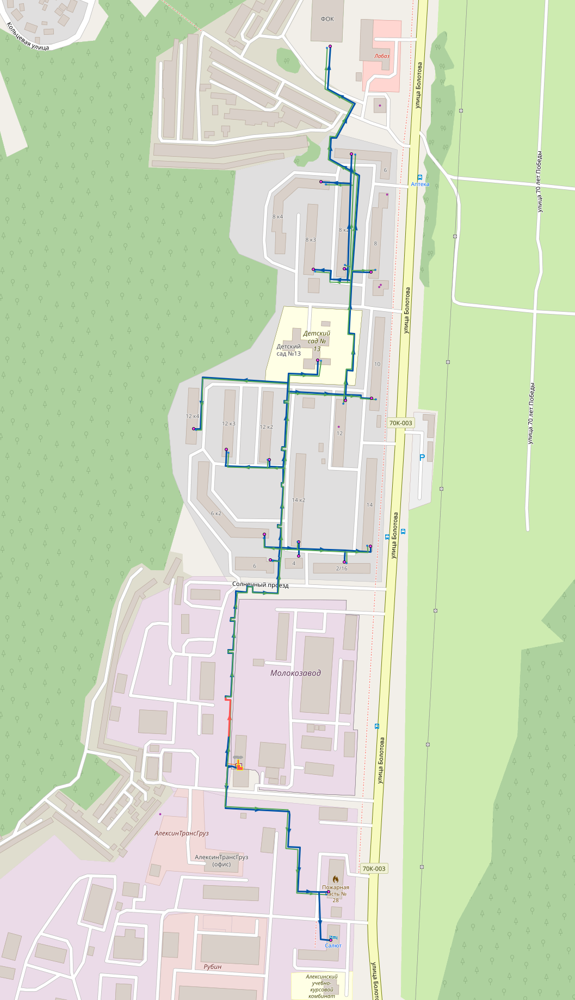 Кольцевая улица
ФОК
Лабаз
улица Болотова
6
Аптека
улица 70 лет Победы
8 к4
8 к3
8 к2
8
улица Болотова
Детский
сад №
13
Детский
сад №13
10
12 к4
12 к3
12 к2
12
70К-003
P
улица 70 лет Победы
14 к2
14
6 к2
улица Болотова
6
4
2/16
Солнечный проезд
Молокозавод
улица Болотова
АлексинТрансГруз
АлексинТрансГруз
(офис)
70К-003
Пожарная
часть №
28
Салют
Рубин
Алексинский
учебно-
курсовой
комбинат
улица Болото